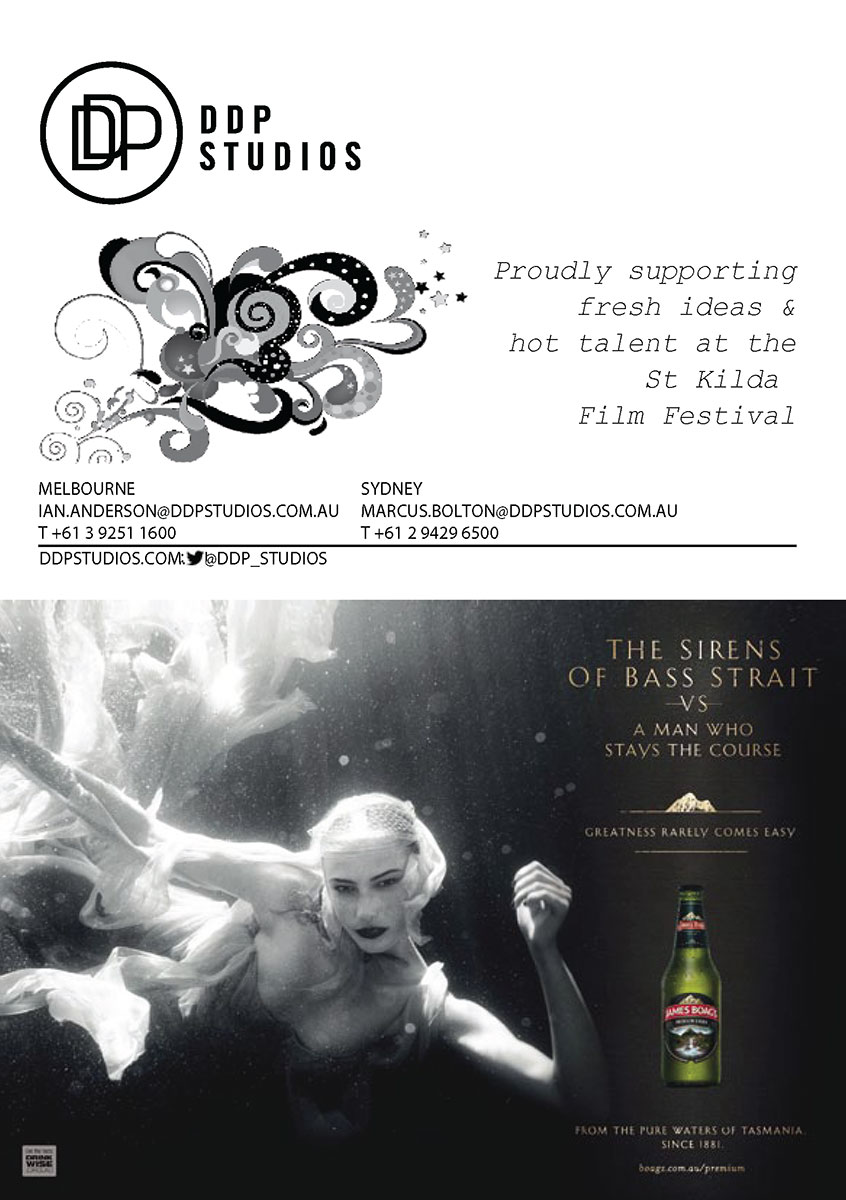 DDP
DDP
STUDIOS
Proudly supporting
fresh ideas &
hot talent at the
St Kilda
Film Festival
MELBOURNE
IAN.ANDERSON@DDPSTUDIOS.COM.AU
T +61 3 9251 1600
SYDNEY
MARCUS.BOLTON@DDPSTUDIOS.COM.AU
T +61 2 9429 6500
DDPSTUDIOS.COM: @DDP_STUDIOS
THE SIRENS
OF BASS STRAIT
VS
A MAN WHO
STAYS THE COURSE
GREATNESS RARELY COMES EASY
JAMES BOAG'S
FROM THE PURE WATERS OF TASMANIA.
SINCE 1881.
boags.com.au/premium
DRINK
WISE